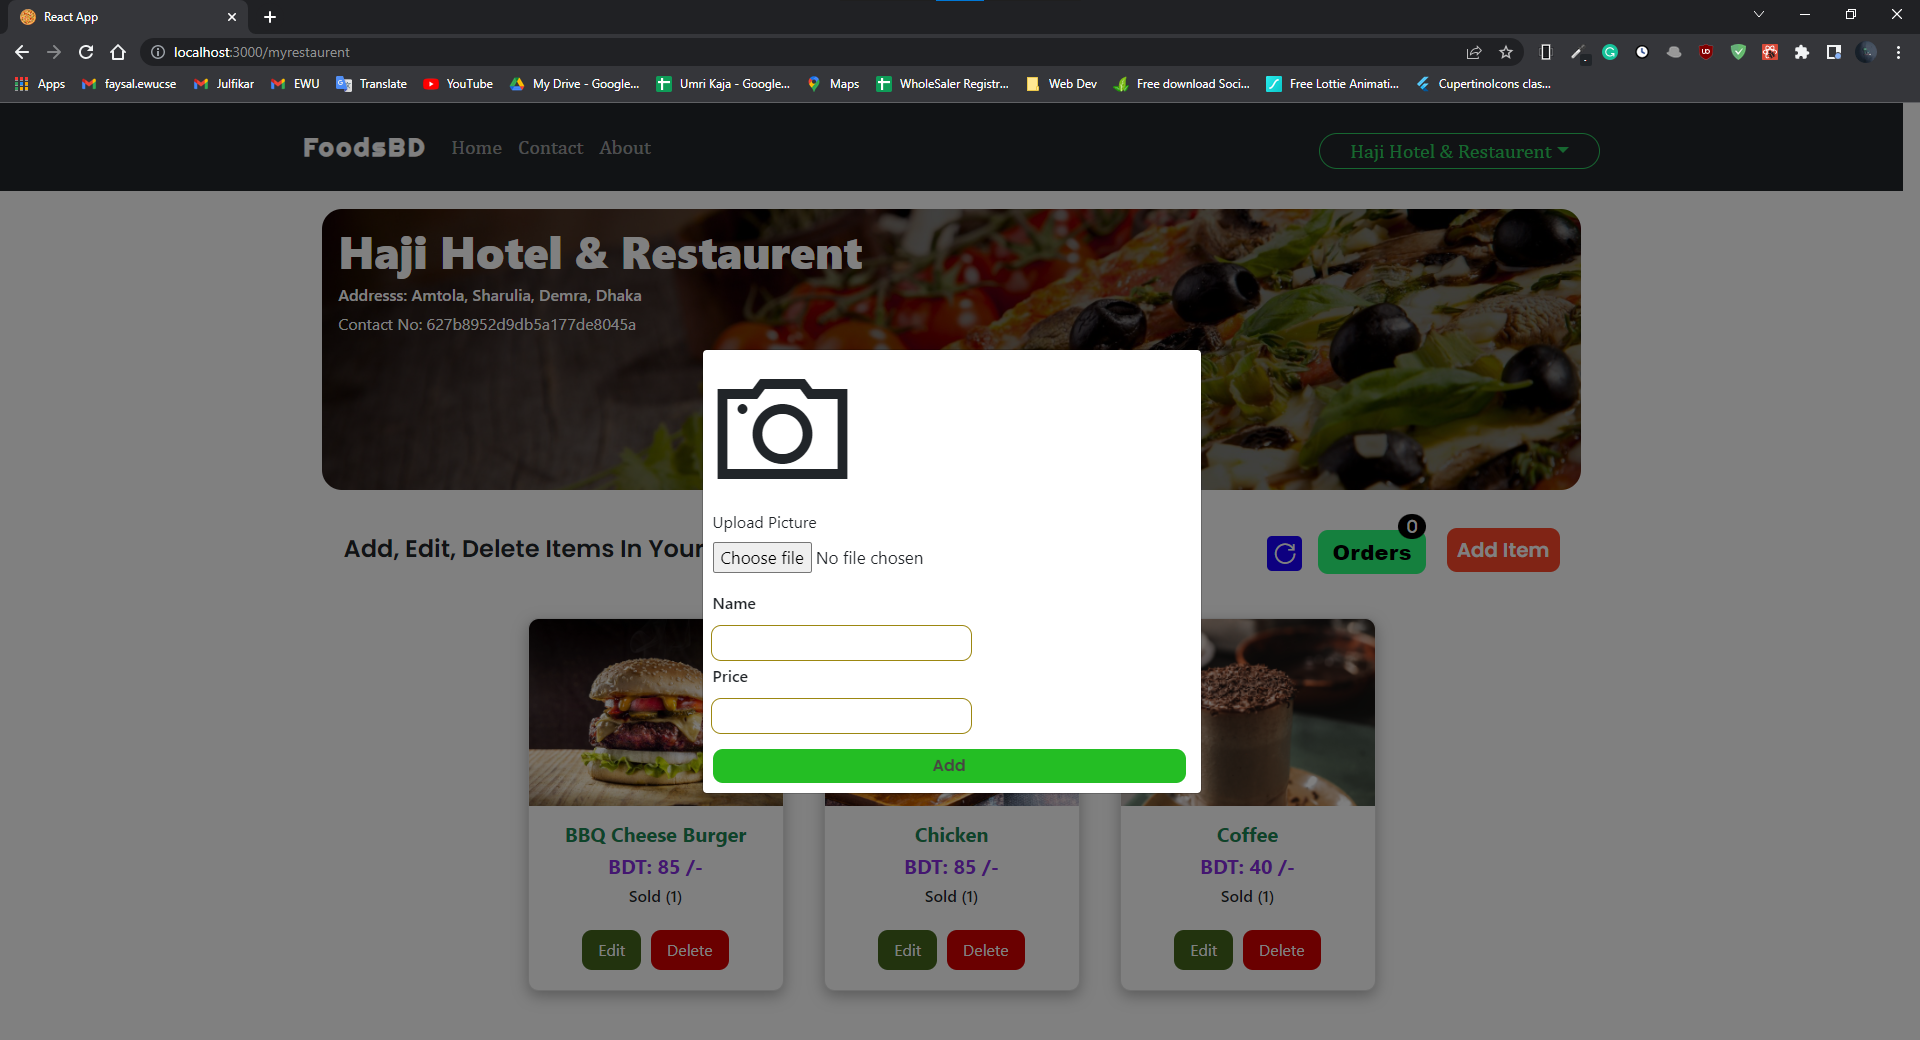 React App
localhost:3000/myrestaurent
Apps faysal.ewucse Julfikar EWU Translate YouTube My Drive - Google... Umri Kaja - Google... Maps WholeSaler Registr... Web Dev Free download Soci... Free Lottie Animati... CupertinoIcons clas...
FoodsBD Home Contact About Haji Hotel & Restaurent
Haji Hotel & Restaurent
Addresss: Amtola, Sharulia, Demra, Dhaka
Contact No: 627b8952d9db5a177de8045a
Upload Picture
Choose file No file chosen
Add, Edit, Delete Items In Your
0
Orders Add Item
Name
Price
Add
BBQ Cheese Burger Chicken Coffee
BDT: 85 /- BDT: 85 /- BDT: 40 /-
Sold (1) Sold (1) Sold (1)
Edit Delete Edit Delete Edit Delete